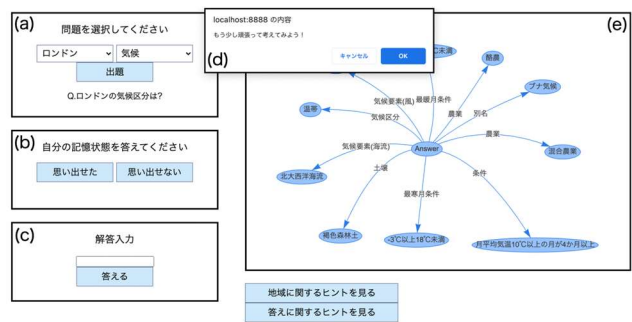 (a)
問題を選択してください
ロンドン
気候
出題
Q.ロンドンの気候区分は?
(b)
自分の記憶状態を答えてください
思い出せた
思い出せない
(c)
解答入力
答える
localhost:8888 の内容
もう少し頑張って考えてみよう!
(d)
キャンセル
OK
(e)
℃未満
酪農
ブナ気候
気候要素(風)
最暖月条件
農業
別名
温帯
気候区分
農業
気候要素(海流)
Answer
混合農業
北大西洋海流
土壌
条件
最寒月条件
褐色森林土
-3℃以上18℃未満
月平均気温10℃以上の月が4か月以上
地域に関するヒントを見る
答えに関するヒントを見る